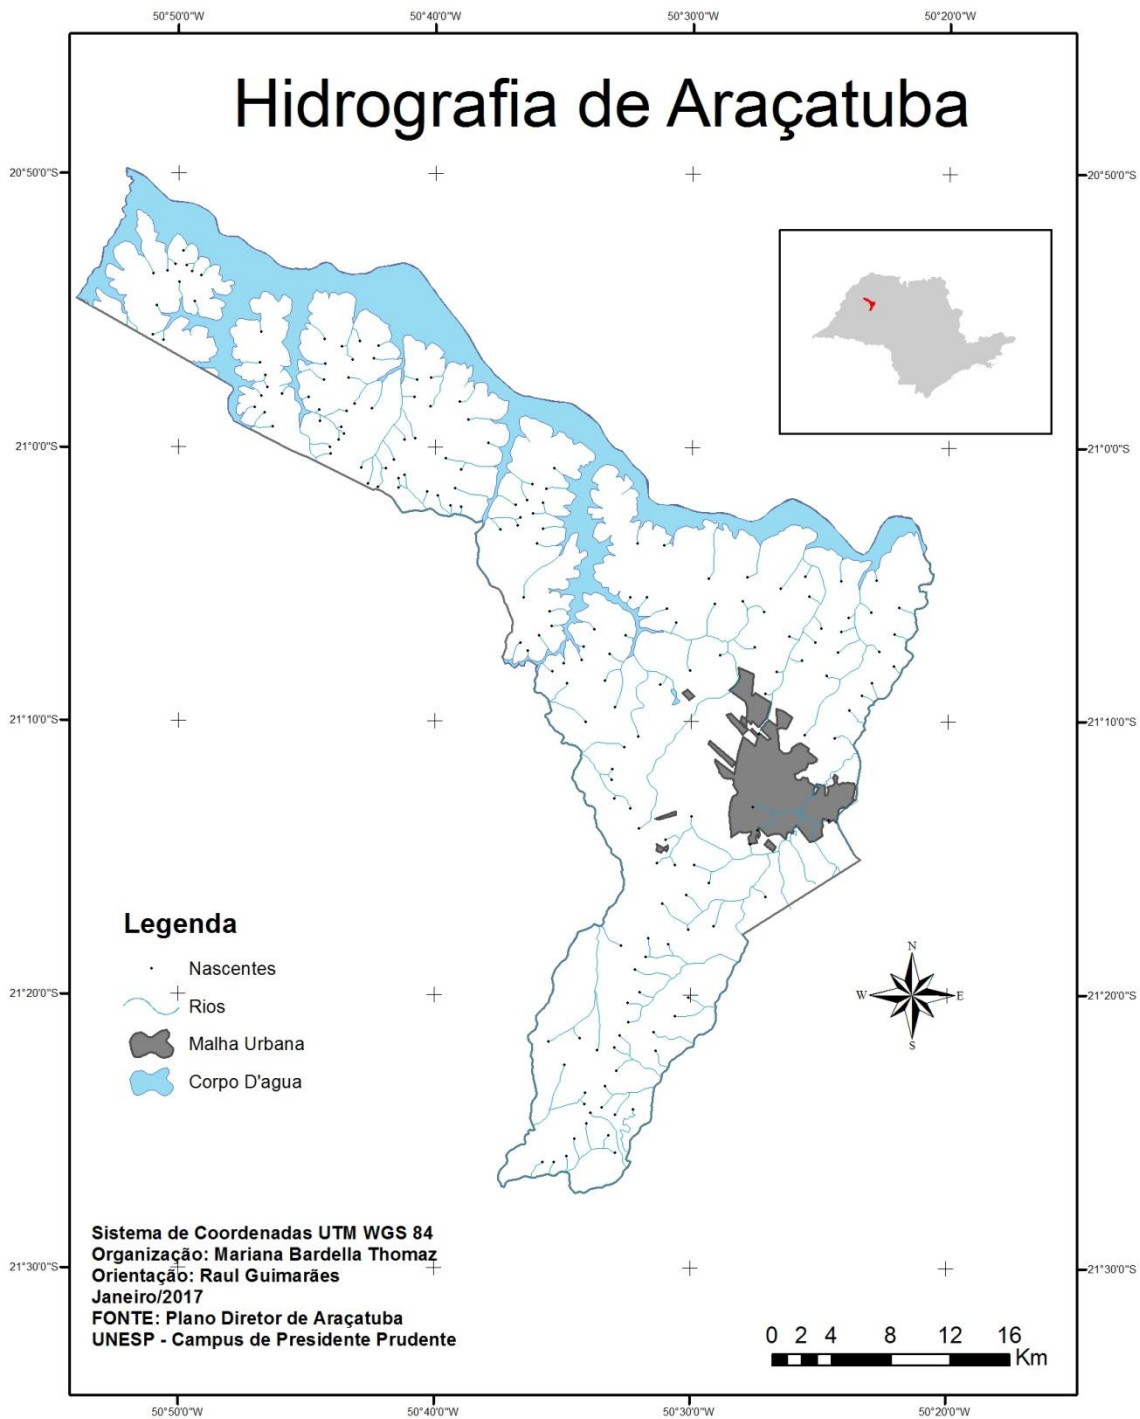 50°50'0"W 50°40'0"W 50°30'0"W 50°20'0"W
Hidrografia de Araçatuba
20°50'0"S 20°50'0"S
21°0'0"S 21°0'0"S
21°10'0"S 21°10'0"S
Legenda
Nascentes
Rios
Malha Urbana
Corpo D'agua
N
W E
S
21°20'0"S 21°20'0"S
Sistema de Coordenadas UTM WGS 84
Organização: Mariana Bardella Thomaz
Orientação: Raul Guimarães
Janeiro/2017
FONTE: Plano Diretor de Araçatuba
UNESP - Campus de Presidente Prudente
21°30'0"S 21°30'0"S
0 2 4 8 12 16
Km
50°50'0"W 50°40'0"W 50°30'0"W 50°20'0"W